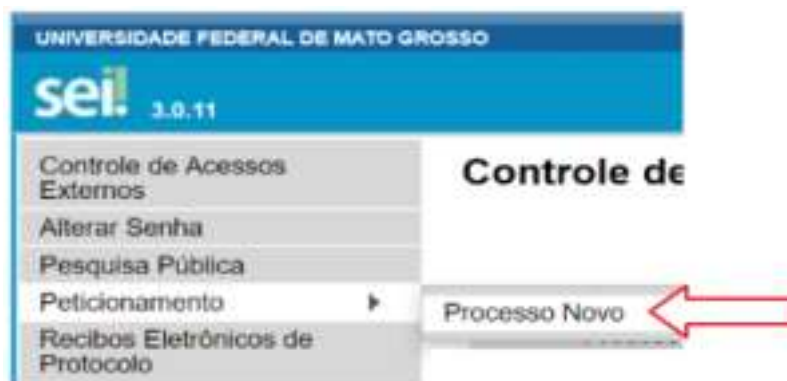 UNIVERSIDADE FEDERAL DE MATO GROSSO
sei! 3.0.11
Controle de Acessos
Externos
Controle de
Alterar Senha
Pesquisa Pública
Peticionamento
Processo Novo
Recibos Eletrônicos de
Protocolo